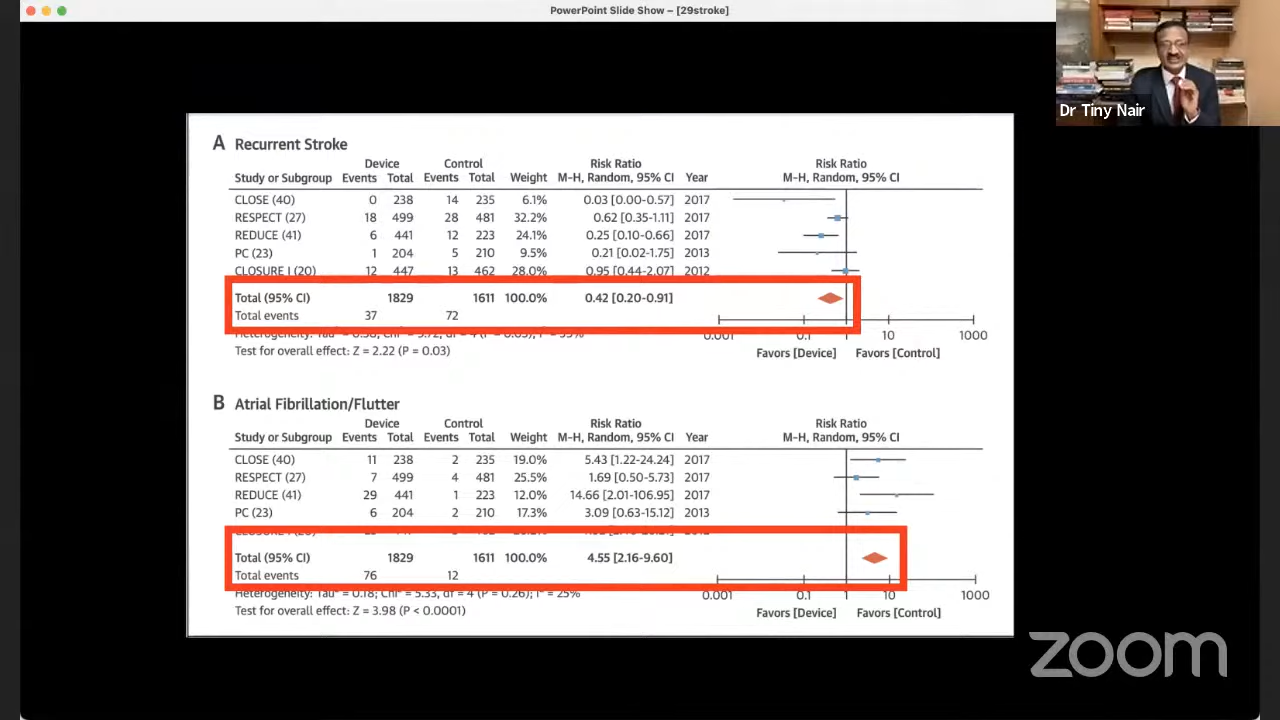 PowerPoint Slide Show – [29stroke]
Dr Tiny Nair
A Recurrent Stroke
Device Control Risk Ratio Risk Ratio
Study or Subgroup Events Total Events Total Weight M-H, Random, 95% CI Year M-H, Random, 95% CI
CLOSE (40) 0 238 14 235 6.1% 0.03 [0.00-0.57] 2017
RESPECT (27) 18 499 28 481 32.2% 0.62 [0.35-1.11] 2017
REDUCE (41) 6 441 12 223 24.1% 0.25 [0.10-0.66] 2017
PC (23) 1 204 5 210 9.5% 0.21 [0.02-1.75] 2013
CLOSURE I (20) 12 447 13 462 28.0% 0.95 [0.44-2.07] 2012
Total (95% CI) 1829 1611 100.0% 0.42 [0.20-0.91]
Total events 37 72
Heterogeneity:
0.001 0.1 1 10 1000
Test for overall effect: Z = 2.22 (P = 0.03)
Favors [Device] Favors [Control]
B Atrial Fibrillation/Flutter
Device Control Risk Ratio Risk Ratio
Study or Subgroup Events Total Events Total Weight M-H, Random, 95% CI Year M-H, Random, 95% CI
CLOSE (40) 11 238 2 235 19.0% 5.43 [1.22-24.24] 2017
RESPECT (27) 7 499 4 481 25.5% 1.69 [0.50-5.73] 2017
REDUCE (41) 29 441 1 223 12.0% 14.66 [2.01-106.95] 2017
PC (23) 6 204 2 210 17.3% 3.09 [0.63-15.12] 2013
Total (95% CI) 1829 1611 100.0% 4.55 [2.16-9.60]
Total events 76 12
Heterogeneity: Tau² = 0.18; Chi² = 5.33, df = 4 (P = 0.26); I² = 25%
0.001 0.1 1 10 1000
Test for overall effect: Z = 3.98 (P < 0.0001)
Favors [Device] Favors [Control]
zoom